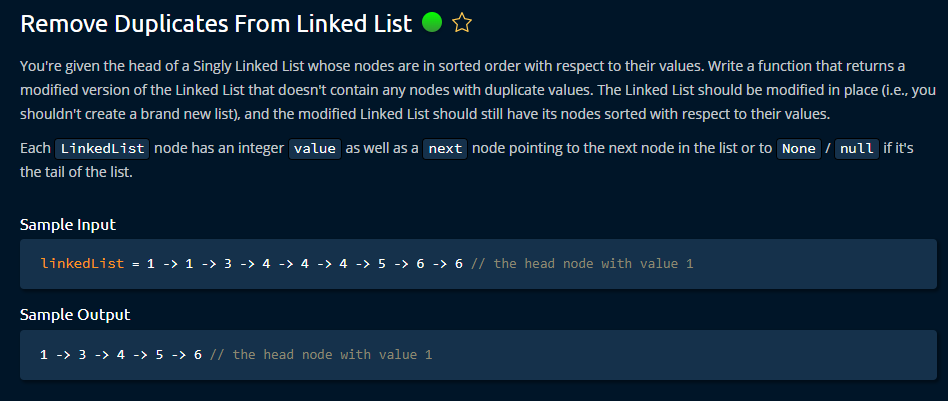 Remove Duplicates From Linked List
You're given the head of a Singly Linked List whose nodes are in sorted order with respect to their values. Write a function that returns a
modified version of the Linked List that doesn't contain any nodes with duplicate values. The Linked List should be modified in place (i.e., you
shouldn't create a brand new list), and the modified Linked List should still have its nodes sorted with respect to their values.
Each LinkedList node has an integer value as well as a next node pointing to the next node in the list or to None / null if it's
the tail of the list.
Sample Input
linkedList = 1 -> 1 -> 3 -> 4 -> 4 -> 4 -> 5 -> 6 -> 6 // the head node with value 1
Sample Output
1 -> 3 -> 4 -> 5 -> 6 // the head node with value 1